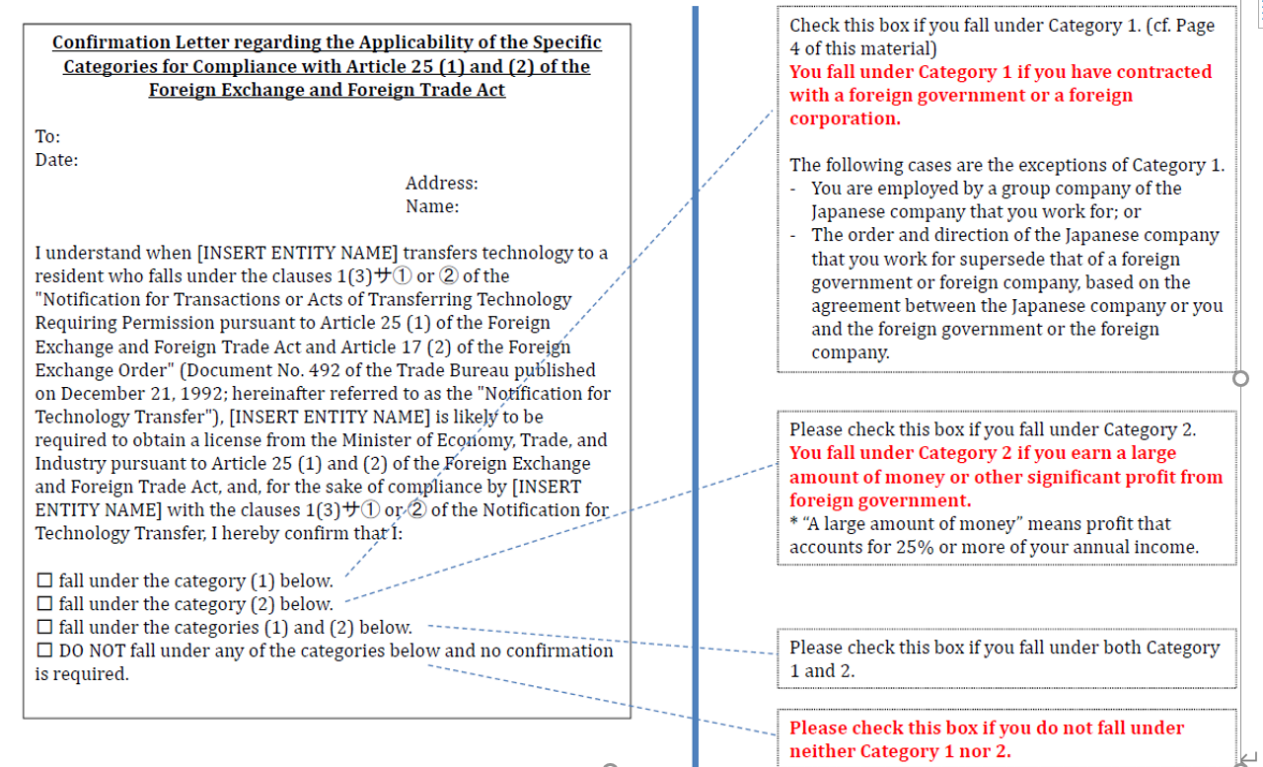 Confirmation Letter regarding the Applicability of the Specific
Categories for Compliance with Article 25 (1) and (2) of the
Foreign Exchange and Foreign Trade Act
To:
Date:
Address:
Name:
I understand when [INSERT ENTITY NAME] transfers technology to a
resident who falls under the clauses 1(3)サ① or ② of the
"Notification for Transactions or Acts of Transferring Technology
Requiring Permission pursuant to Article 25 (1) of the Foreign
Exchange and Foreign Trade Act and Article 17 (2) of the Foreign
Exchange Order" (Document No. 492 of the Trade Bureau published
on December 21, 1992; hereinafter referred to as the "Notification for
Technology Transfer"), [INSERT ENTITY NAME] is likely to be
required to obtain a license from the Minister of Economy, Trade, and
Industry pursuant to Article 25 (1) and (2) of the Foreign Exchange
and Foreign Trade Act, and, for the sake of compliance by [INSERT
ENTITY NAME] with the clauses 1(3)サ① or ② of the Notification for
Technology Transfer, I hereby confirm that I:
☐ fall under the category (1) below.
☐ fall under the category (2) below.
☐ fall under the categories (1) and (2) below.
☐ DO NOT fall under any of the categories below and no confirmation
is required.
Check this box if you fall under Category 1. (cf. Page
4 of this material)
You fall under Category 1 if you have contracted
with a foreign government or a foreign
corporation.
The following cases are the exceptions of Category 1.
- You are employed by a group company of the
Japanese company that you work for; or
- The order and direction of the Japanese company
that you work for supersede that of a foreign
government or foreign company, based on the
agreement between the Japanese company or you
and the foreign government or the foreign
company.
Please check this box if you fall under Category 2.
You fall under Category 2 if you earn a large
amount of money or other significant profit from
foreign government.
* “A large amount of money” means profit that
accounts for 25% or more of your annual income.
Please check this box if you fall under both Category
1 and 2.
Please check this box if you do not fall under
neither Category 1 nor 2.